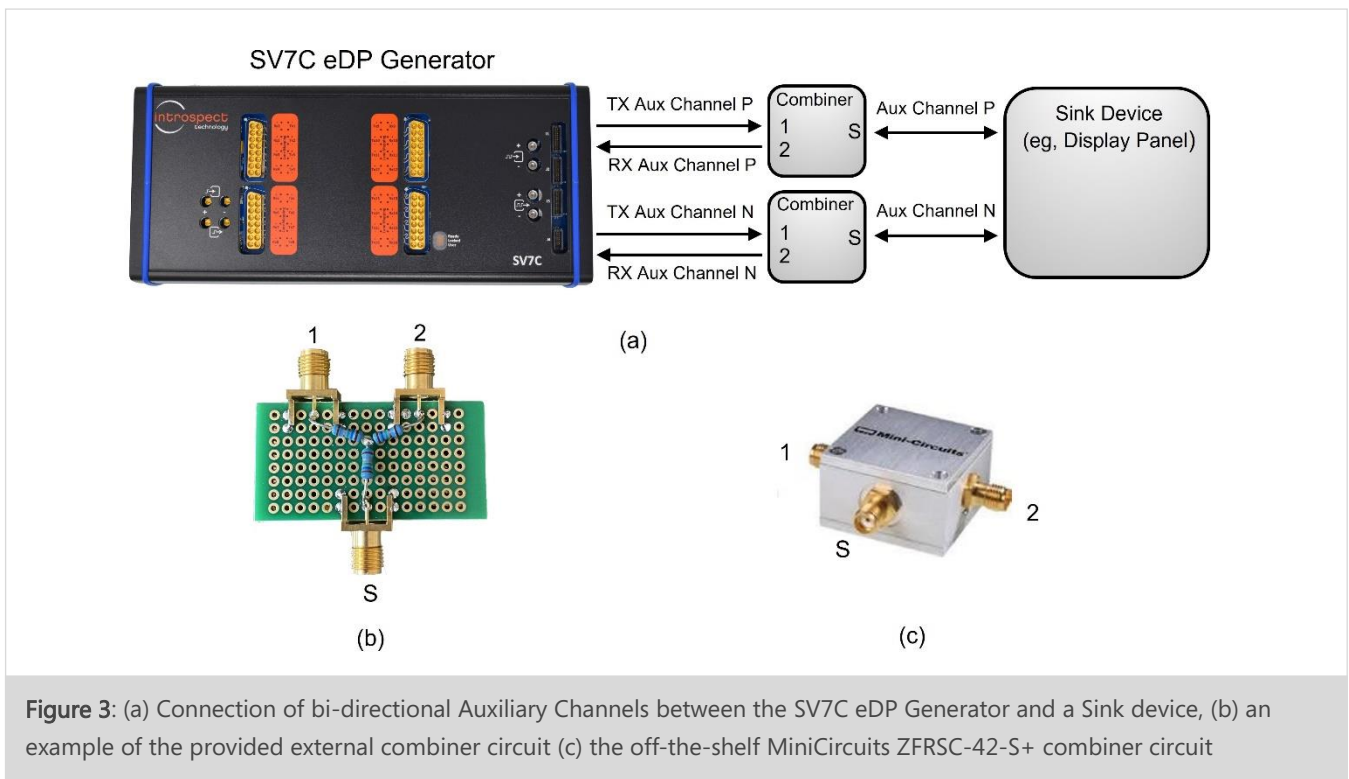 SV7C eDP Generator
introspect
technology
SV7C
TX Aux Channel P
RX Aux Channel P
TX Aux Channel N
RX Aux Channel N
Combiner
1
2
S
Combiner
1
2
S
Aux Channel P
Aux Channel N
Sink Device
(eg, Display Panel)
(a)
1
2
S
(b)
Mini-Circuits
1
2
S
(c)
Figure 3: (a) Connection of bi-directional Auxiliary Channels between the SV7C eDP Generator and a Sink device, (b) an
example of the provided external combiner circuit (c) the off-the-shelf MiniCircuits ZFRSC-42-S+ combiner circuit